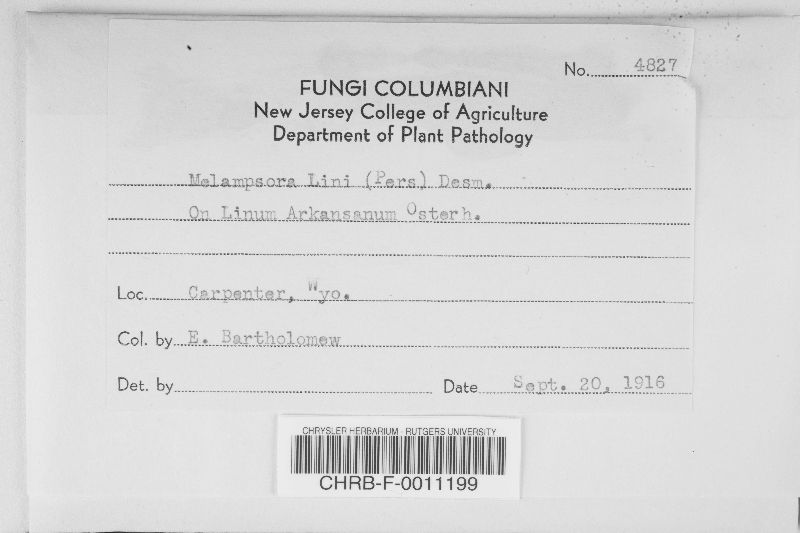 No. 4827
FUNGI COLUMBIANI
New Jersey College of Agriculture
Department of Plant Pathology
Melampsora Lini (Pers) Desm.
On Linum Arkansanum Osterh.
Loc. Carpenter, Wyo.
Col. by E. Bartholomew
Det. by Date Sept. 20, 1916
CHRYSLER HERBARIUM - RUTGERS UNIVERSITY
CHRB-F-0011199